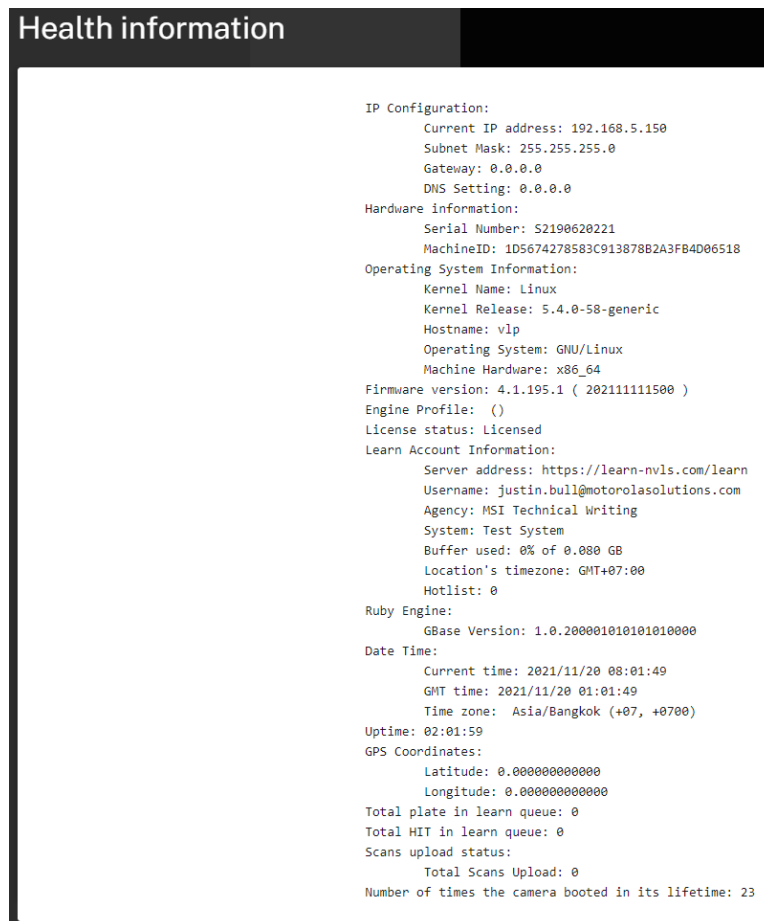 Health information
IP Configuration:
Current IP address: 192.168.5.150
Subnet Mask: 255.255.255.0
Gateway: 0.0.0.0
DNS Setting: 0.0.0.0
Hardware information:
Serial Number: S2190620221
MachineID: 1D5674278583C913878B2A3FB4D06518
Operating System Information:
Kernel Name: Linux
Kernel Release: 5.4.0-58-generic
Hostname: vlp
Operating System: GNU/Linux
Machine Hardware: x86_64
Firmware version: 4.1.195.1 ( 202111111500 )
Engine Profile:  ()
License status: Licensed
Learn Account Information:
Server address: https://learn-nvls.com/learn
Username: justin.bull@motorolasolutions.com
Agency: MSI Technical Writing
System: Test System
Buffer used: 0% of 0.080 GB
Location's timezone: GMT+07:00
Hotlist: 0
Ruby Engine:
GBase Version: 1.0.200001010101010000
Date Time:
Current time: 2021/11/20 08:01:49
GMT time: 2021/11/20 01:01:49
Time zone:  Asia/Bangkok (+07, +0700)
Uptime: 02:01:59
GPS Coordinates:
Latitude: 0.000000000000
Longitude: 0.000000000000
Total plate in learn queue: 0
Total HIT in learn queue: 0
Scans upload status:
Total Scans Upload: 0
Number of times the camera booted in its lifetime: 23